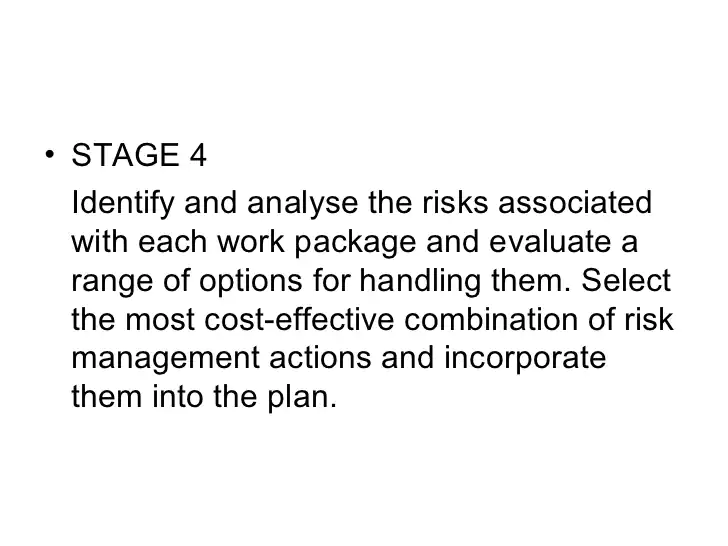 • STAGE 4
Identify and analyse the risks associated
with each work package and evaluate a
range of options for handling them. Select
the most cost-effective combination of risk
management actions and incorporate
them into the plan.